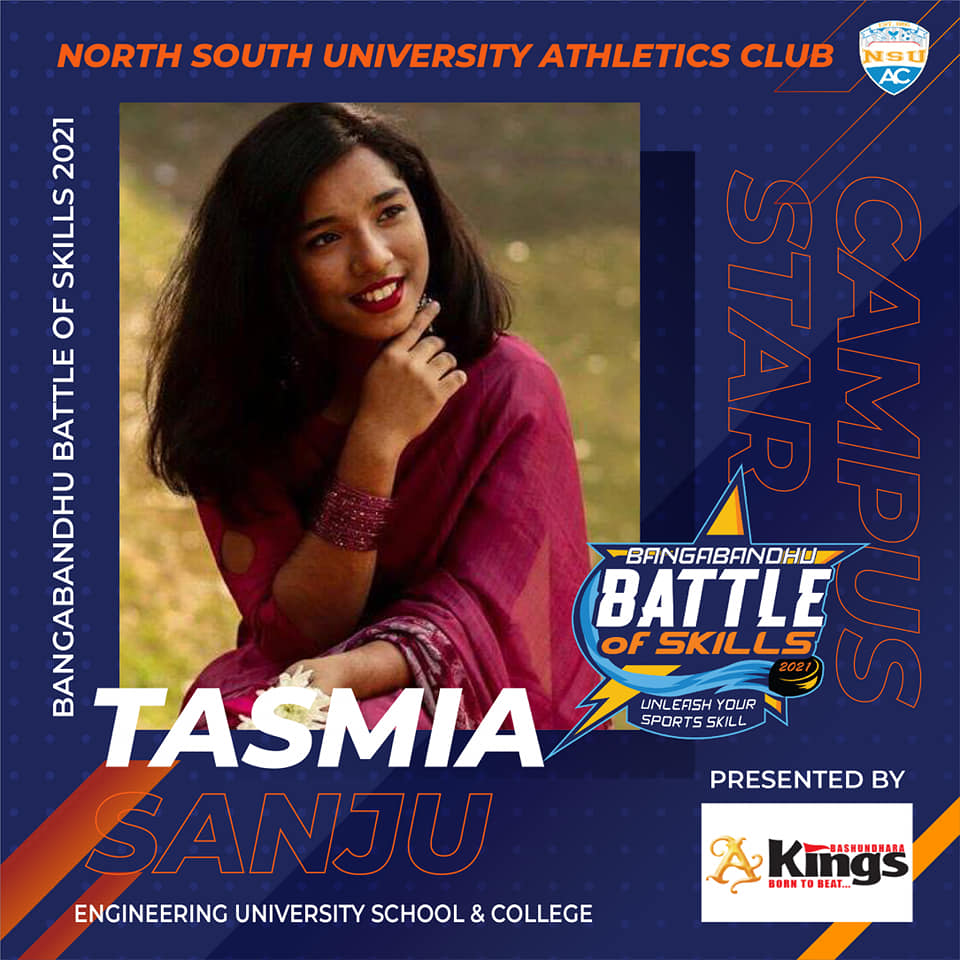 NORTH SOUTH UNIVERSITY ATHLETICS CLUB
NSU
AC
BANGABANDHU BATTLE OF SKILLS 2021
CAMPUS
STAR
BANGABANDHU
BATTLE
OF SKILLS
2021
UNLEASH YOUR
SPORTS SKILL
TASMIA
SANJU
ENGINEERING UNIVERSITY SCHOOL & COLLEGE
PRESENTED BY
A
BASHUNDHARA
Kings
BORN TO BEAT...